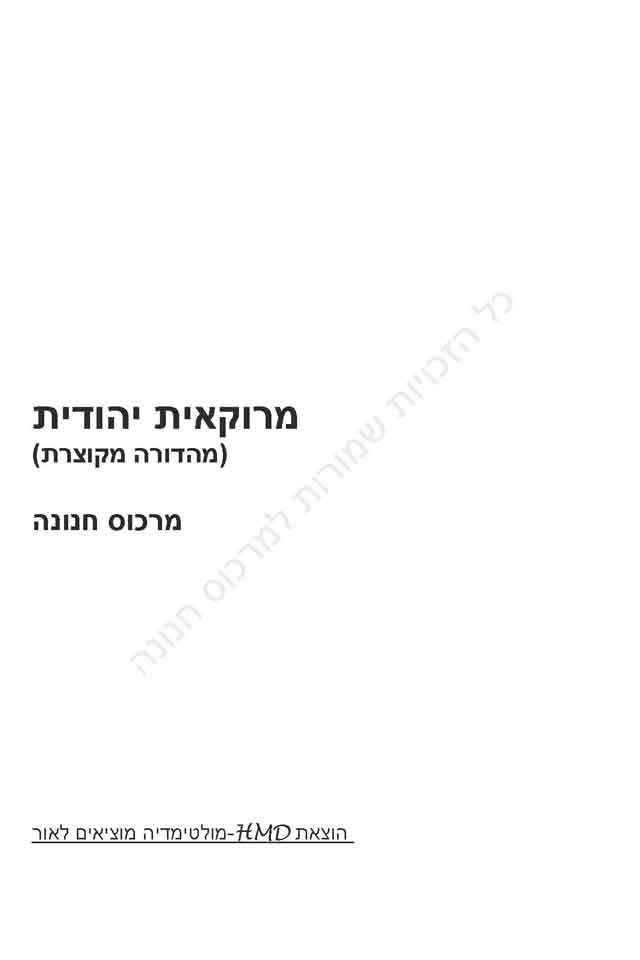 מרוקאית יהודית
(מהדורה מקוצרת)
מרכוס חנונה
כל הזכויות שמורות למרכוס חנונה
הוצאת HMD-מולטימדיה מוציאים לאור